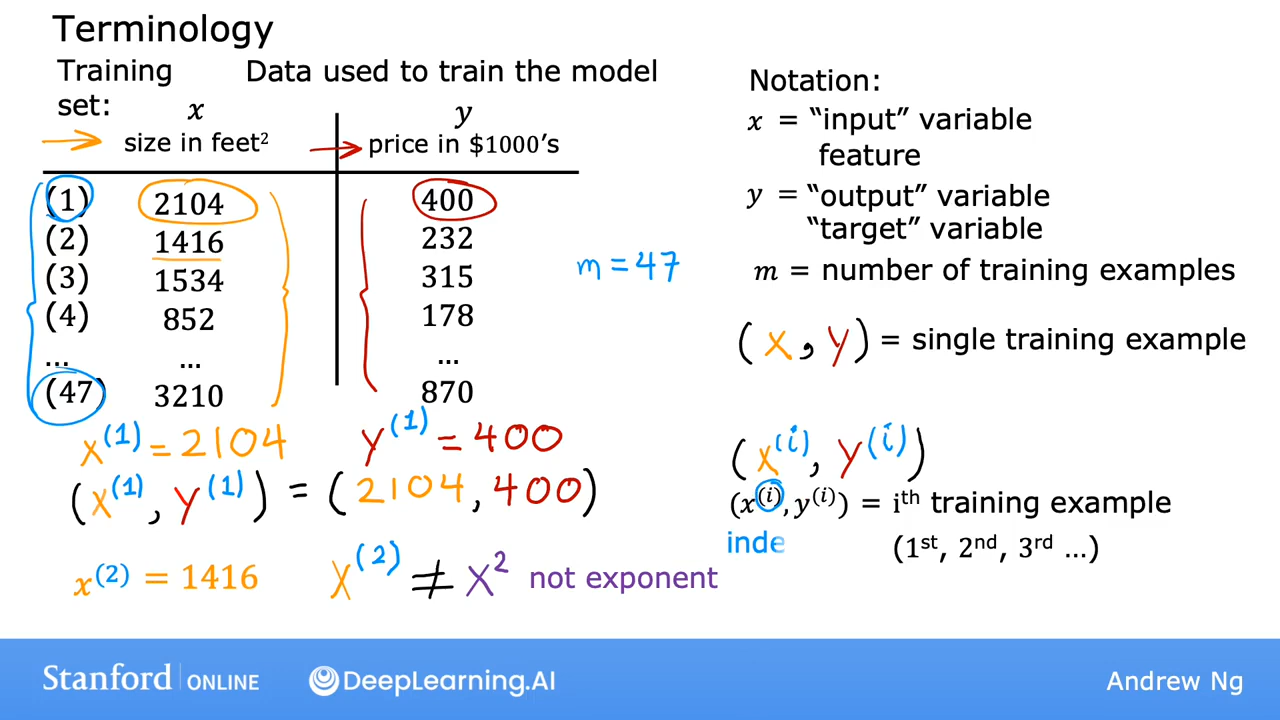 Terminology
Training set:
Data used to train the model
x
size in feet²
y
price in $1000's
(1) 2104 400
(2) 1416 232
(3) 1534 315
(4) 852 178
... ... ...
(47) 3210 870
m = 47
x⁽¹⁾ = 2104 y⁽¹⁾ = 400
(x⁽¹⁾, y⁽¹⁾) = (2104, 400)
x⁽²⁾ = 1416 x⁽²⁾ ≠ x² not exponent
Notation:
x = “input” variable
feature
y = “output” variable
“target” variable
m = number of training examples
(x, y) = single training example
(x⁽ⁱ⁾, y⁽ⁱ⁾)
(x⁽ⁱ⁾, y⁽ⁱ⁾) = iᵗʰ training example
inde (1ˢᵗ, 2ⁿᵈ, 3ʳᵈ ...)
Stanford | ONLINE DeepLearning.AI Andrew Ng